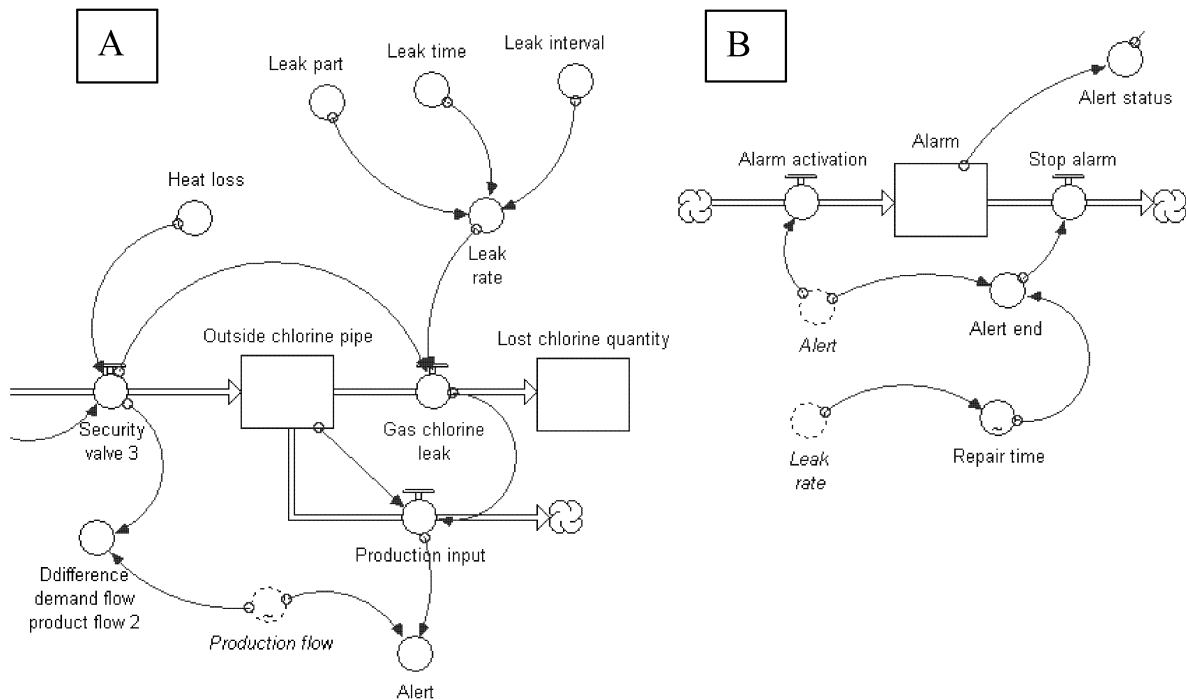 A
Leak part
Leak time
Leak interval
Heat loss
Leak
rate
Outside chlorine pipe
Lost chlorine quantity
Security
valve 3
Gas chlorine
leak
Production input
Ddifference
demand flow
product flow 2
Production flow
Alert
B
Alert status
Alarm activation
Alarm
Stop alarm
Alert
Alert end
Leak
rate
Repair time
~
~